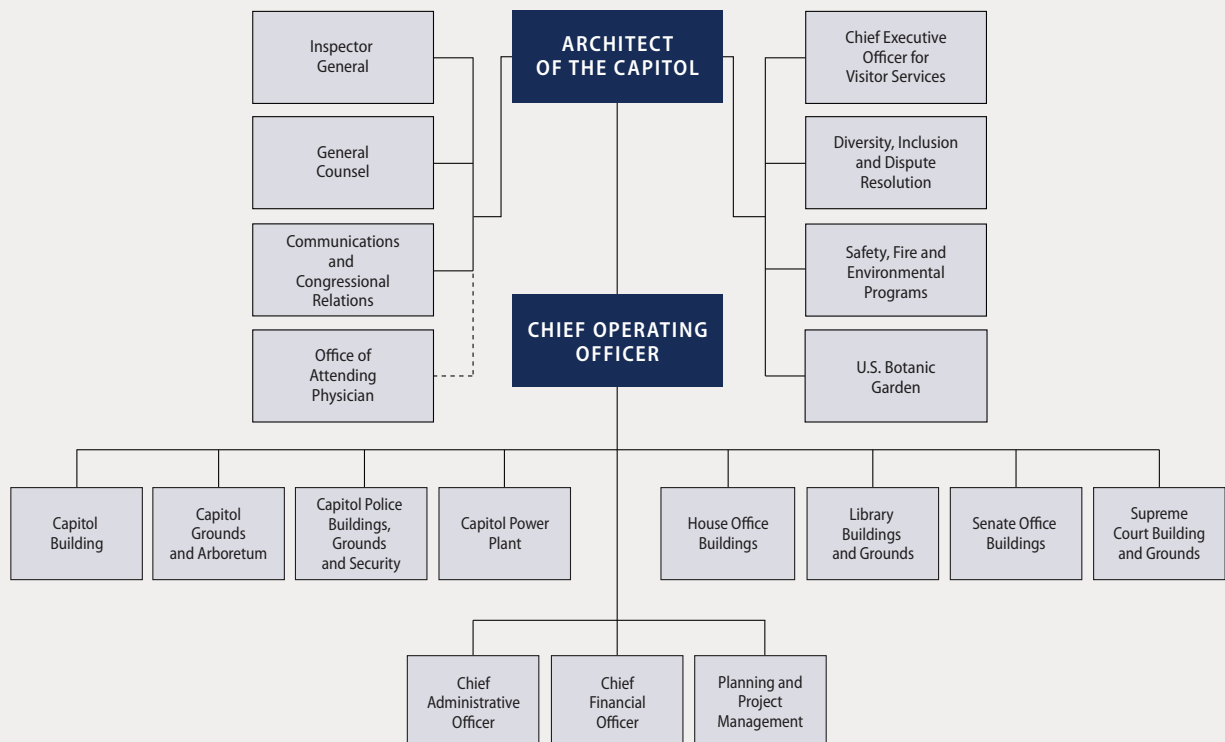 Inspector
General
ARCHITECT
OF THE CAPITOL
Chief Executive
Officer for
Visitor Services
General
Counsel
Diversity, Inclusion
and Dispute
Resolution
Communications
and
Congressional
Relations
Safety, Fire and
Environmental
Programs
CHIEF OPERATING
OFFICER
Office of
Attending
Physician
U.S. Botanic
Garden
Capitol
Building
Capitol
Grounds
and Arboretum
Capitol Police
Buildings,
Grounds
and Security
Capitol Power
Plant
House Office
Buildings
Library
Buildings
and Grounds
Senate Office
Buildings
Supreme
Court Building
and Grounds
Chief
Administrative
Officer
Chief
Financial
Officer
Planning and
Project
Management